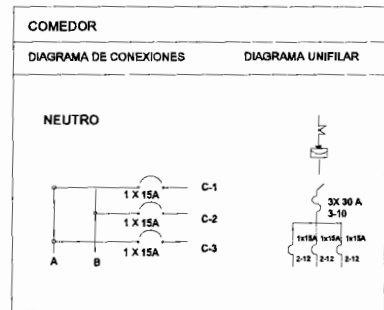 COMEDOR
DIAGRAMA DE CONEXIONES DIAGRAMA UNIFILAR
NEUTRO
C-1
1 X 15A
C-2
1 X 15A
C-3
1 X 15A
A B
3X 30 A
3-10
1x15A 1x15A 1x15A
2-12 2-12 2-12